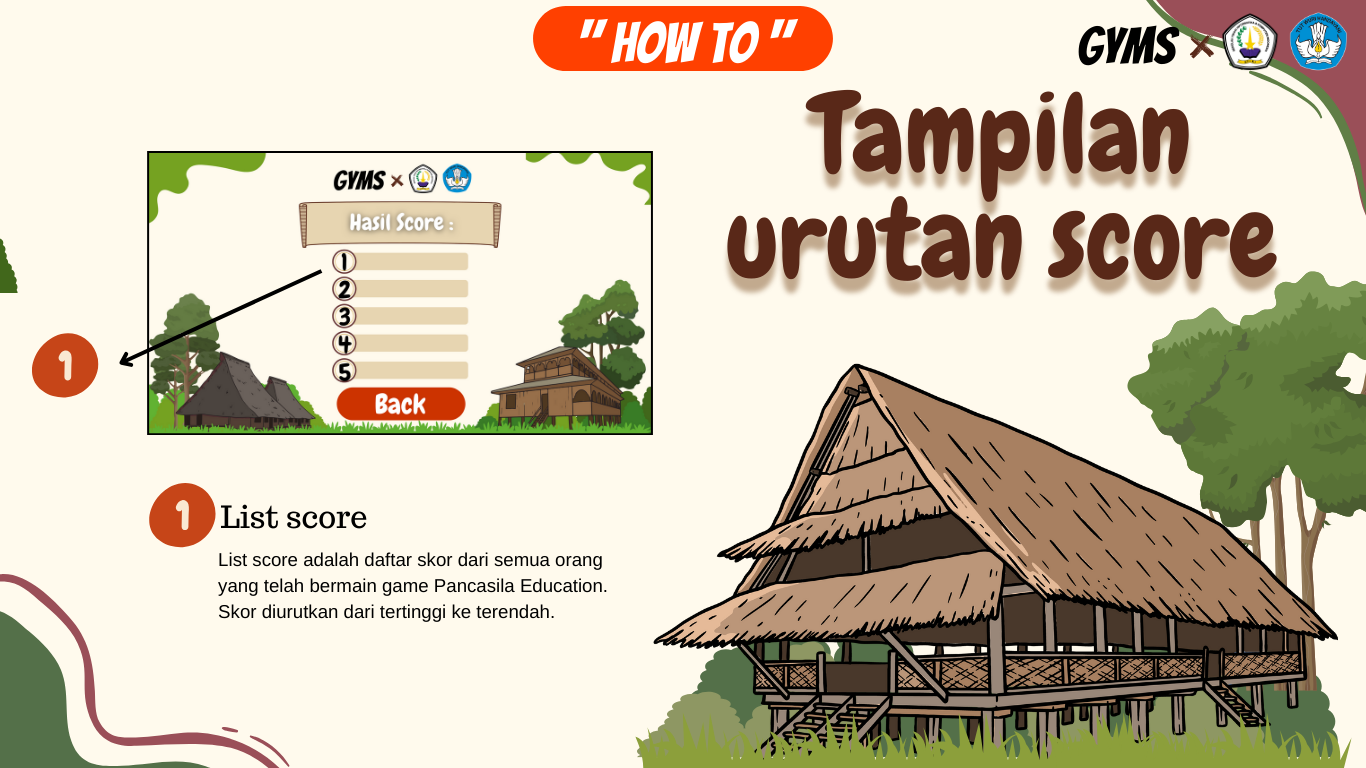 " HOW TO "
GYMS ×
Tampilan
urutan score
GYMS ×
Hasil Score :
1
2
3
4
5
Back
1
1 List score
List score adalah daftar skor dari semua orang
yang telah bermain game Pancasila Education.
Skor diurutkan dari tertinggi ke terendah.